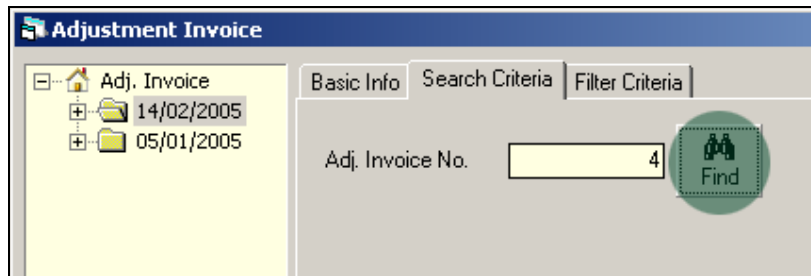 Adjustment Invoice
Adj. Invoice
14/02/2005
05/01/2005
Basic Info Search Criteria Filter Criteria
Adj. Invoice No. 4
Find